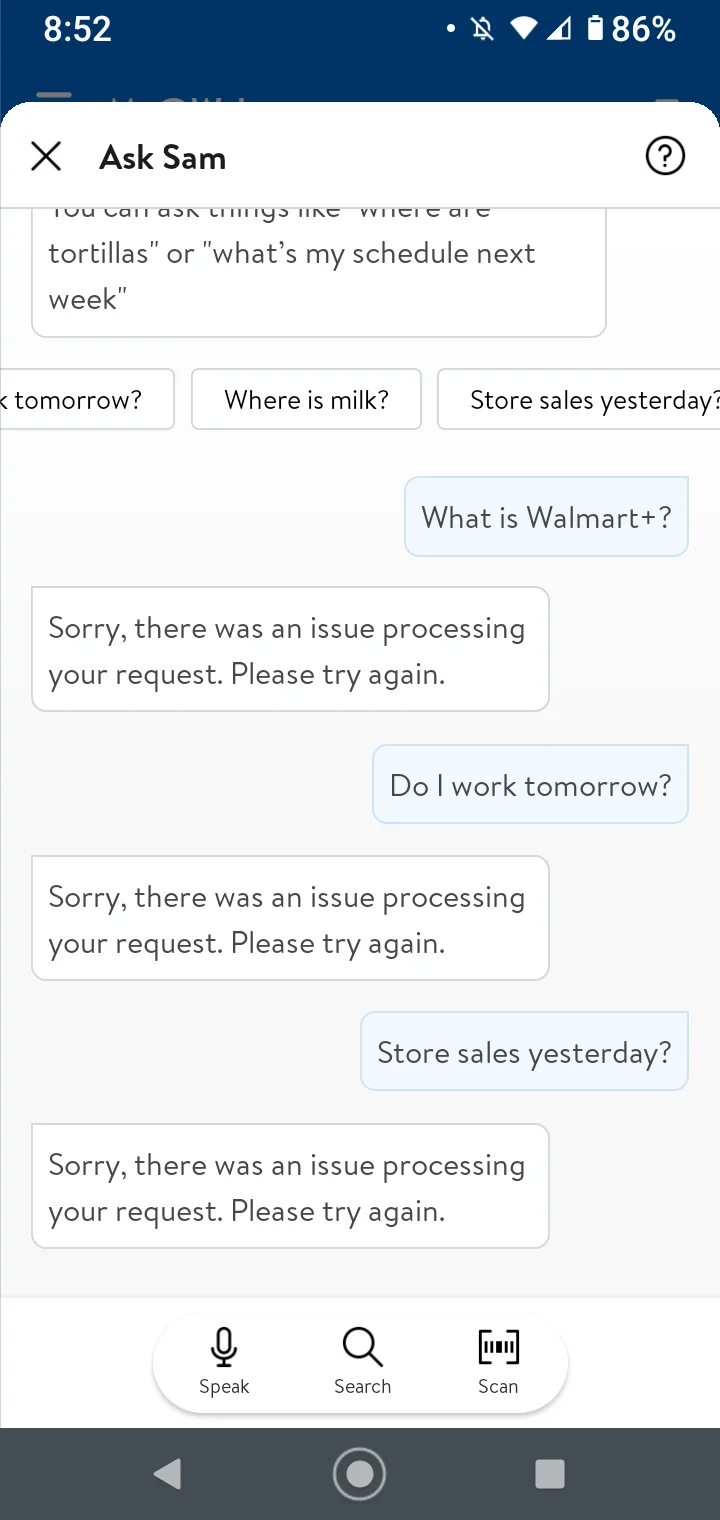 8:52
86%
Ask Sam
You can ask things like "where are
tortillas" or "what’s my schedule next
week"
k tomorrow?
Where is milk?
Store sales yesterday?
What is Walmart+?
Sorry, there was an issue processing
your request. Please try again.
Do I work tomorrow?
Sorry, there was an issue processing
your request. Please try again.
Store sales yesterday?
Sorry, there was an issue processing
your request. Please try again.
Speak
Search
Scan